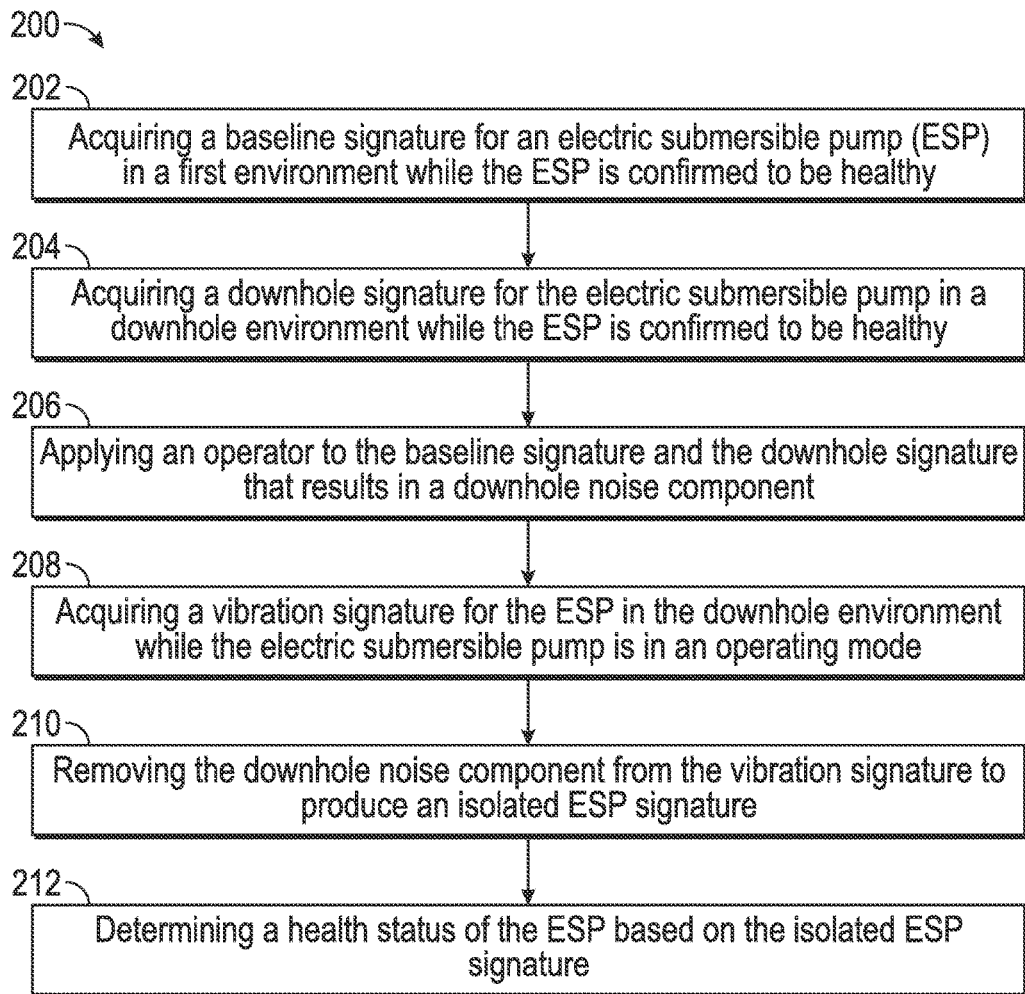 200
202
Acquiring a baseline signature for an electric submersible pump (ESP)
in a first environment while the ESP is confirmed to be healthy
204
Acquiring a downhole signature for the electric submersible pump in a
downhole environment while the ESP is confirmed to be healthy
206
Applying an operator to the baseline signature and the downhole signature
that results in a downhole noise component
208
Acquiring a vibration signature for the ESP in the downhole environment
while the electric submersible pump is in an operating mode
210
Removing the downhole noise component from the vibration signature to
produce an isolated ESP signature
212
Determining a health status of the ESP based on the isolated ESP
signature